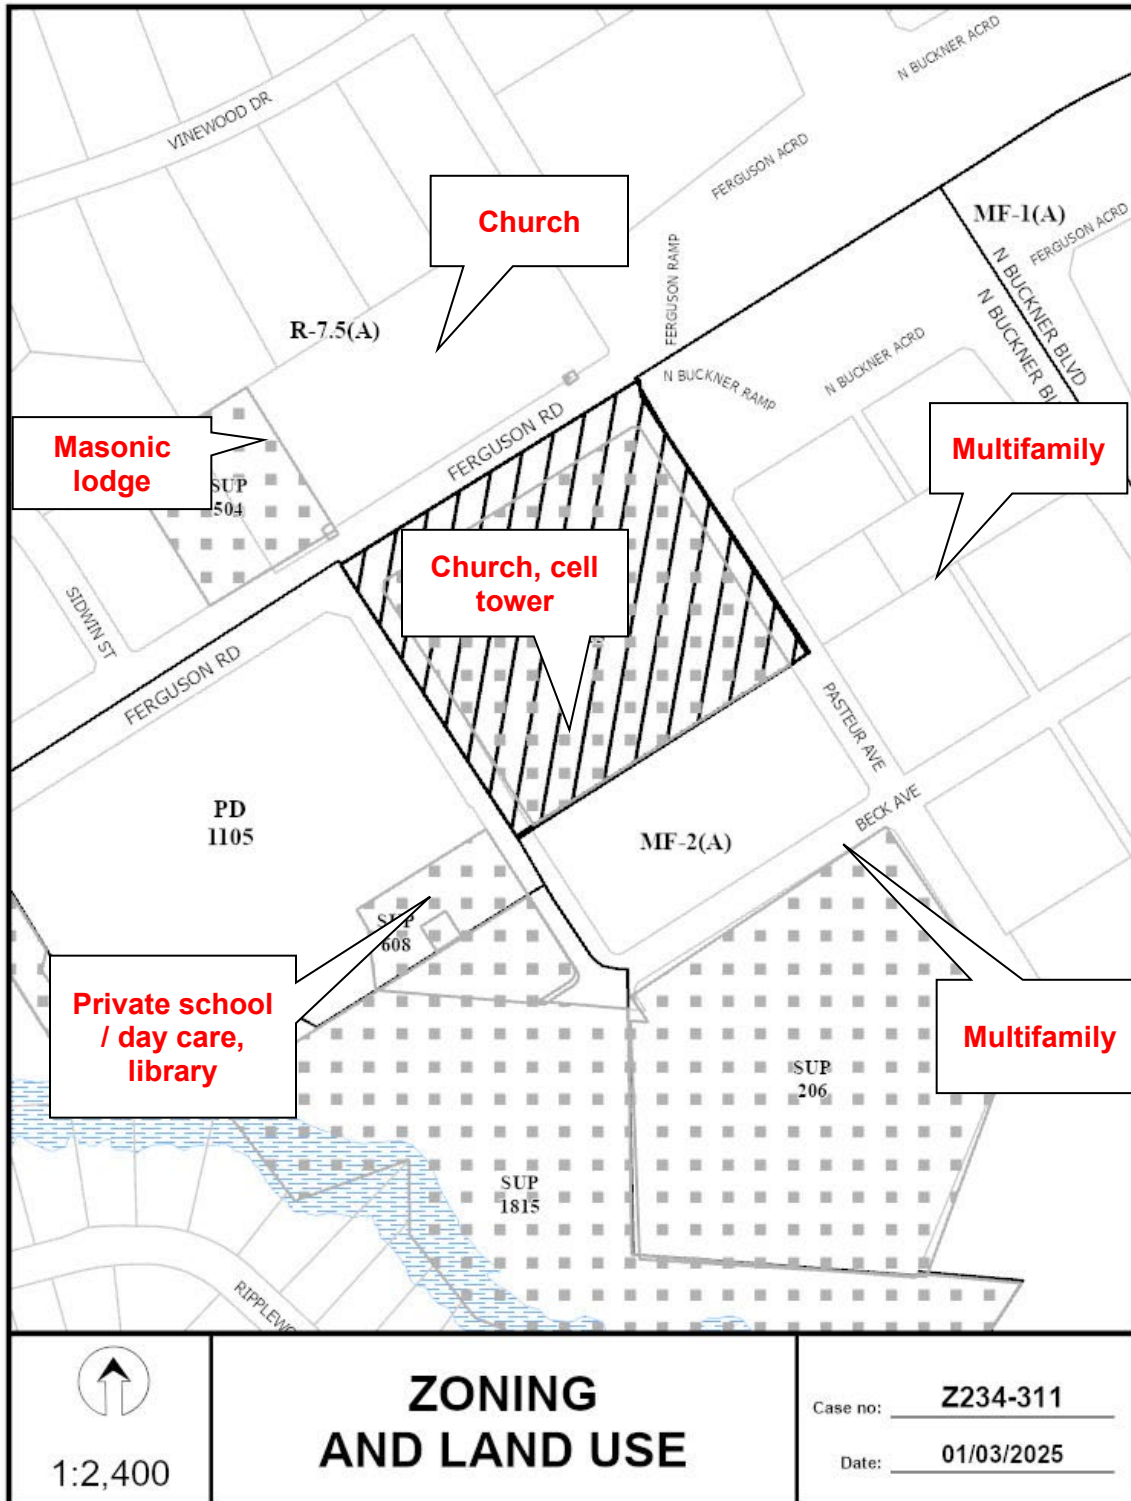 N BUCKNER ACRD
VINEWOOD DR
FERGUSON ACRD
Church
MF-1(A)
FERGUSON ACRD
FERGUSON RAMP
N BUCKNER BLVD
N BUCKNER BL
R-7.5(A)
N BUCKNER RAMP
N BUCKNER ACRD
FERGUSON RD
Masonic
lodge
Multifamily
SUP
504
Church, cell
tower
SIDWIN ST
FERGUSON RD
PASTEUR AVE
PD
1105
MF-2(A)
BECK AVE
SUP
608
Private school
/ day care,
library
Multifamily
SUP
206
SUP
1815
RIPPLEWO
1:2,400
ZONING
AND LAND USE
Case no: Z234-311
Date: 01/03/2025